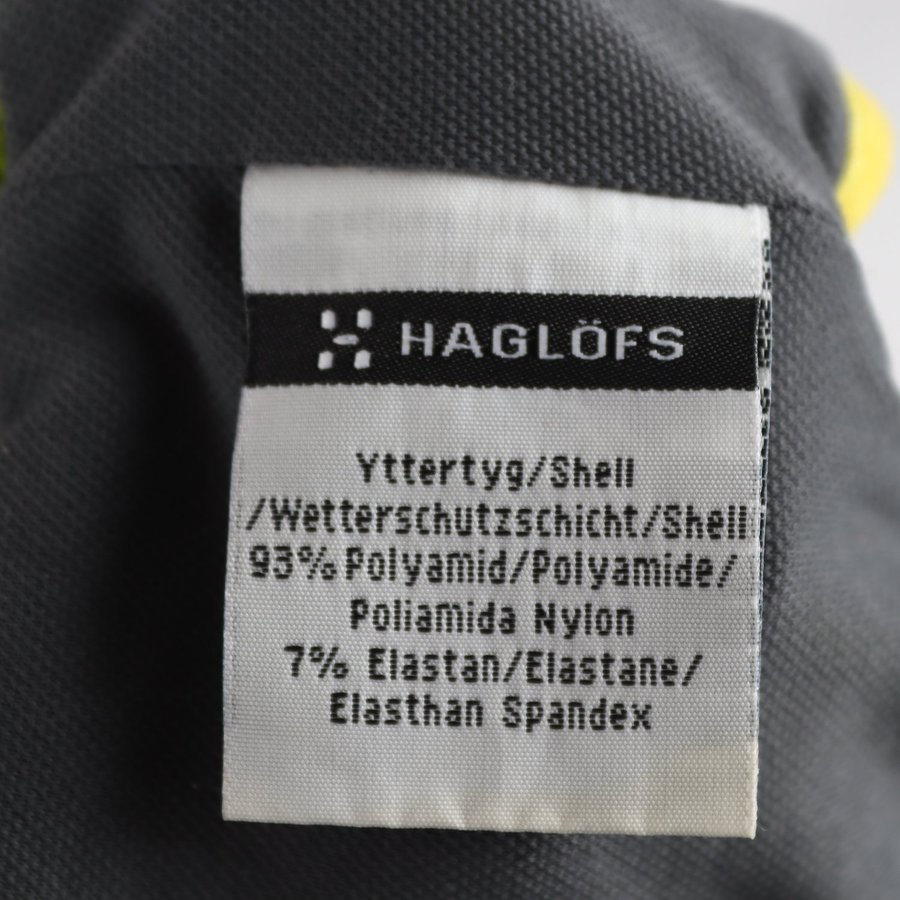 HAGLÖFS
Yttertyg/Shell
/Wetterschutzschicht/Shell
93% Polyamid/Polyamide/
Poliamida Nylon
7% Elastan/Elastane/
Elasthan Spandex